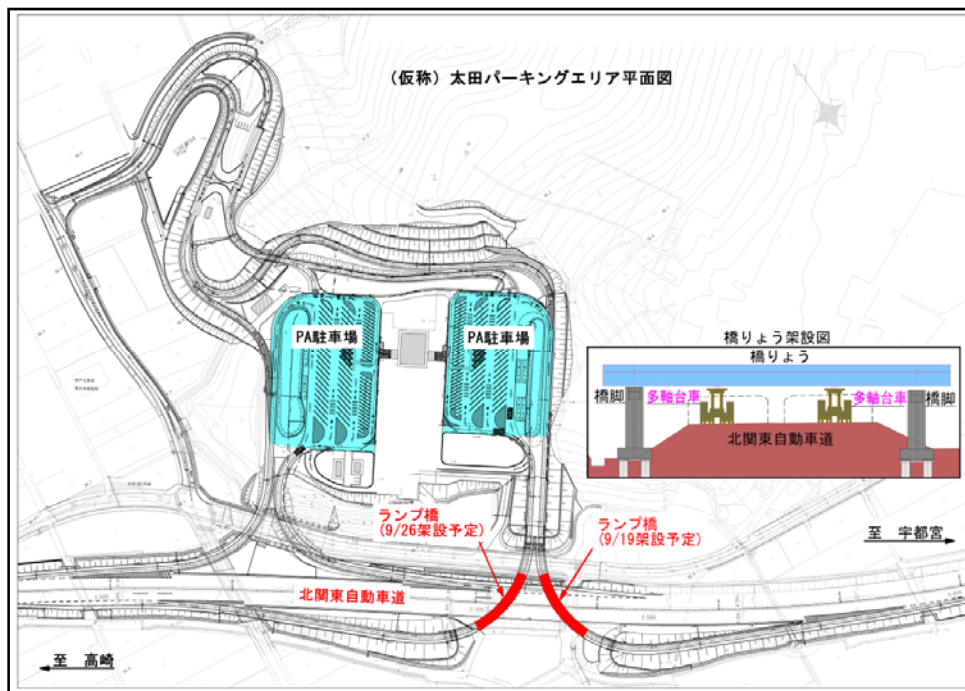 （仮称）太田パーキングエリア平面図
PA駐車場
PA駐車場
橋りょう架設図
橋りょう
橋脚
多軸台車
多軸台車
橋脚
北関東自動車道
ランプ橋
(9/26架設予定)
ランプ橋
(9/19架設予定)
至　宇都宮
北関東自動車道
至　高崎